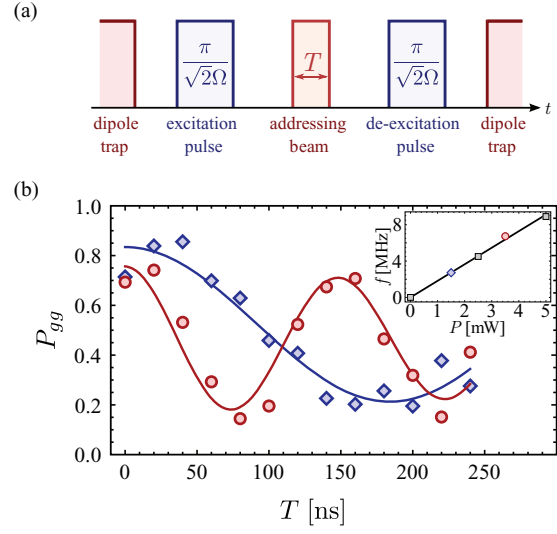 (a)
π/√2Ω
T
π/√2Ω
t
dipole trap
excitation pulse
addressing beam
de-excitation pulse
dipole trap
(b)
P_gg
1.0
0.8
0.6
0.4
0.2
0.0
0
50
100
150
200
250
T [ns]
f [MHz]
8
4
0
0
1
2
3
4
5
P [mW]